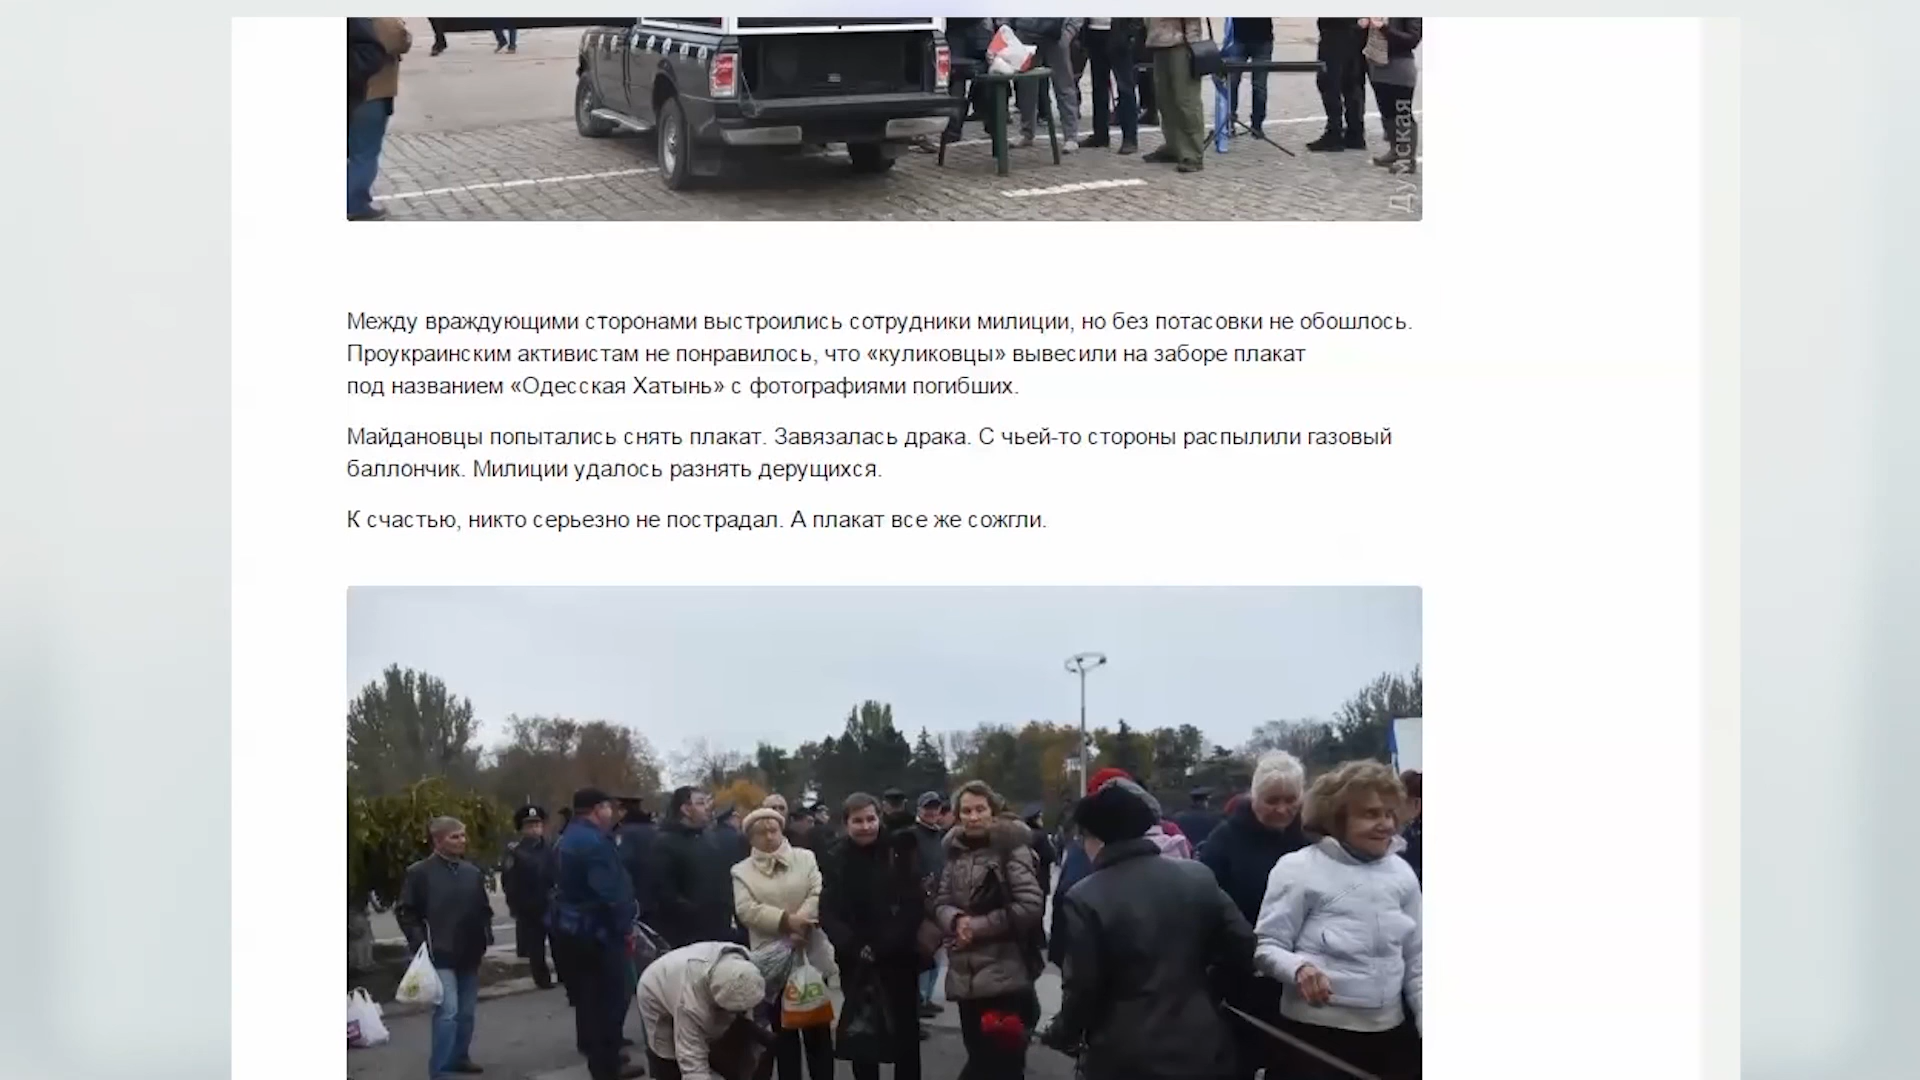 Думская
Между враждующими сторонами выстроились сотрудники милиции, но без потасовки не обошлось.
Проукраинским активистам не понравилось, что «куликовцы» вывесили на заборе плакат
под названием «Одесская Хатынь» с фотографиями погибших.
Майдановцы попытались снять плакат. Завязалась драка. С чьей-то стороны распылили газовый
баллончик. Милиции удалось разнять дерущихся.
К счастью, никто серьезно не пострадал. А плакат все же сожгли.
eva